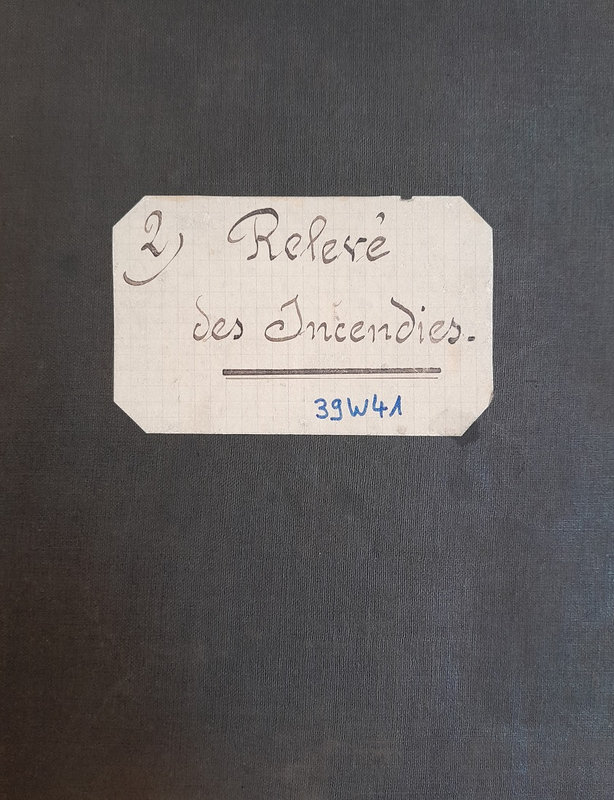 2) Relevé
des Incendies.
39W41